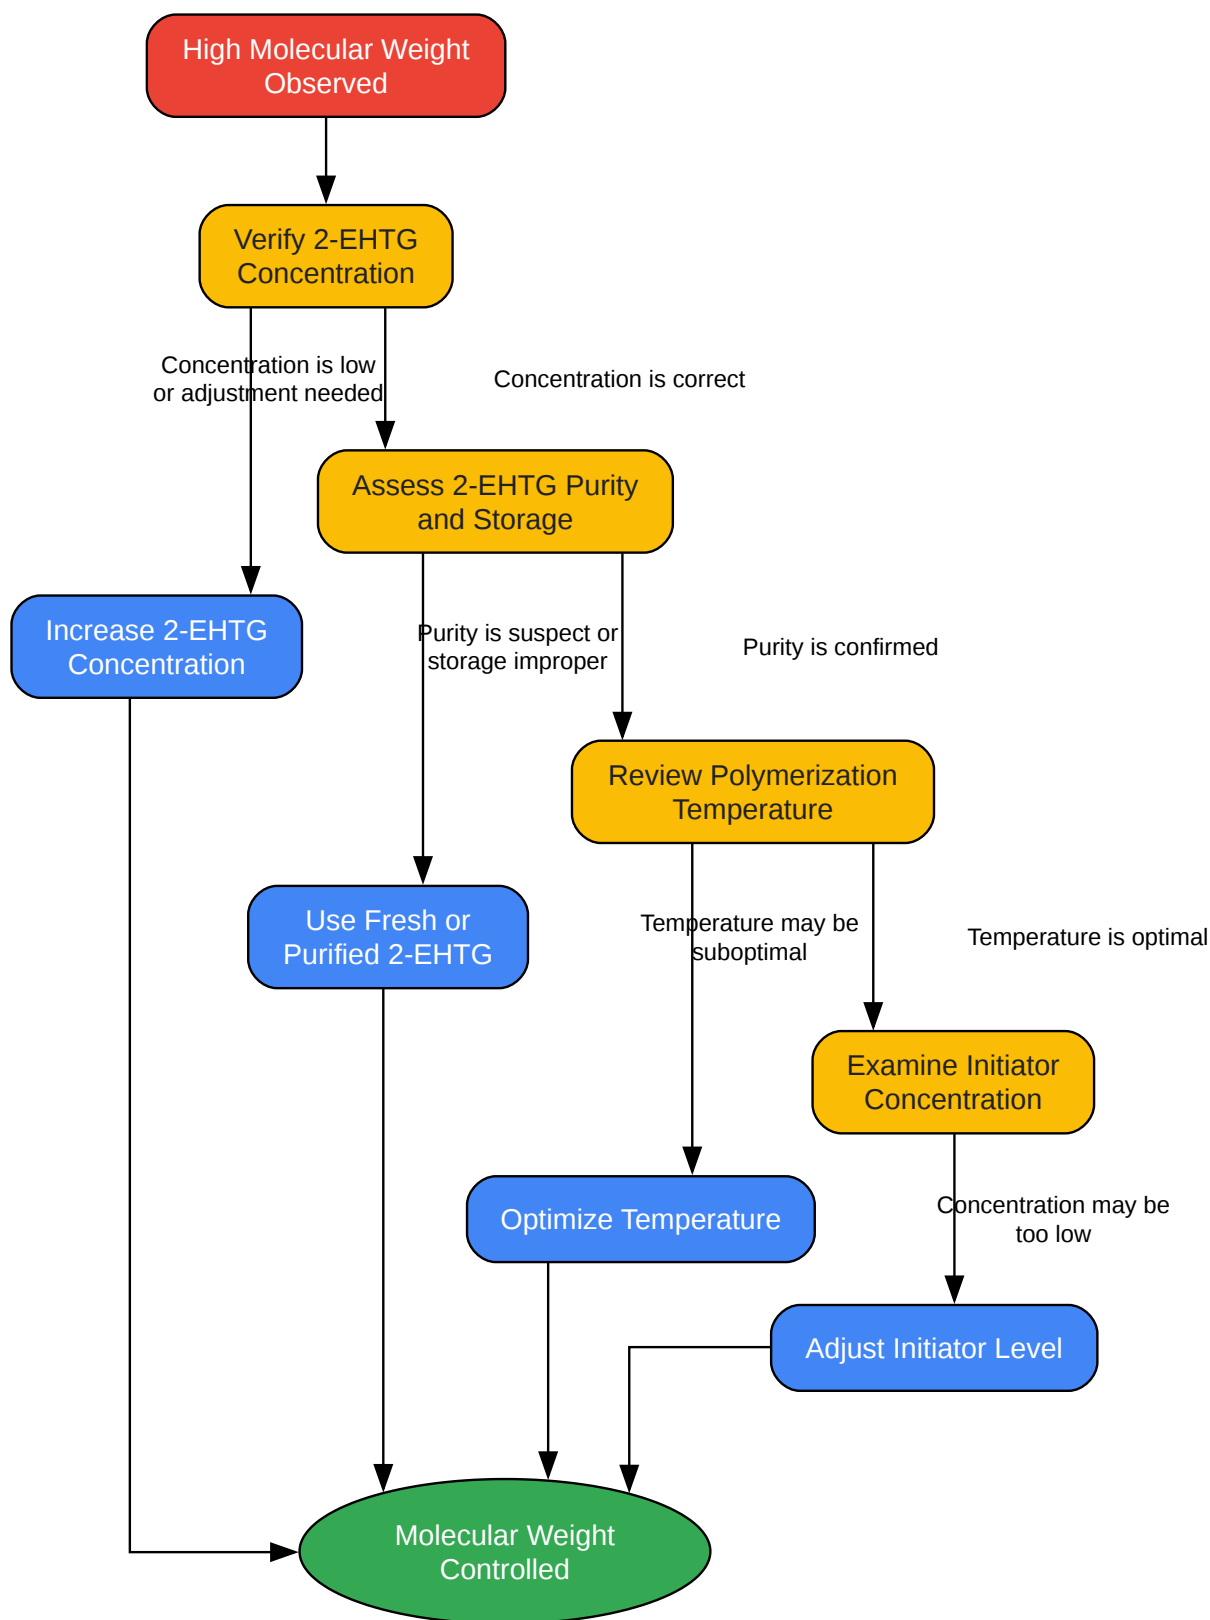 High Molecular Weight
Observed
Verify 2-EHTG
Concentration
Concentration is low
or adjustment needed
Concentration is correct
Assess 2-EHTG Purity
and Storage
Increase 2-EHTG
Concentration
Purity is suspect or
storage improper
Purity is confirmed
Review Polymerization
Temperature
Use Fresh or
Purified 2-EHTG
Temperature may be
suboptimal
Temperature is optimal
Examine Initiator
Concentration
Optimize Temperature
Concentration may be
too low
Adjust Initiator Level
Molecular Weight
Controlled